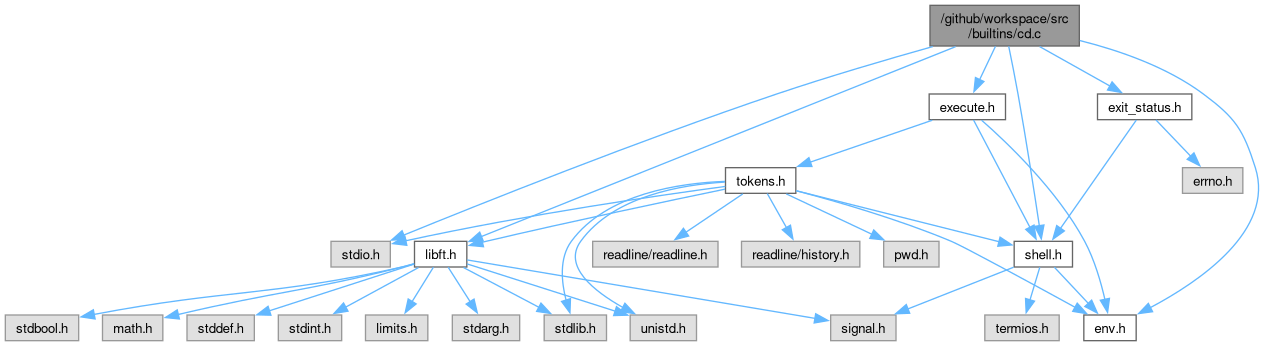 /github/workspace/src
/builtins/cd.c
execute.h
exit_status.h
tokens.h
errno.h
stdio.h
libft.h
readline/readline.h
readline/history.h
pwd.h
shell.h
stdbool.h
math.h
stddef.h
stdint.h
limits.h
stdarg.h
stdlib.h
unistd.h
signal.h
termios.h
env.h